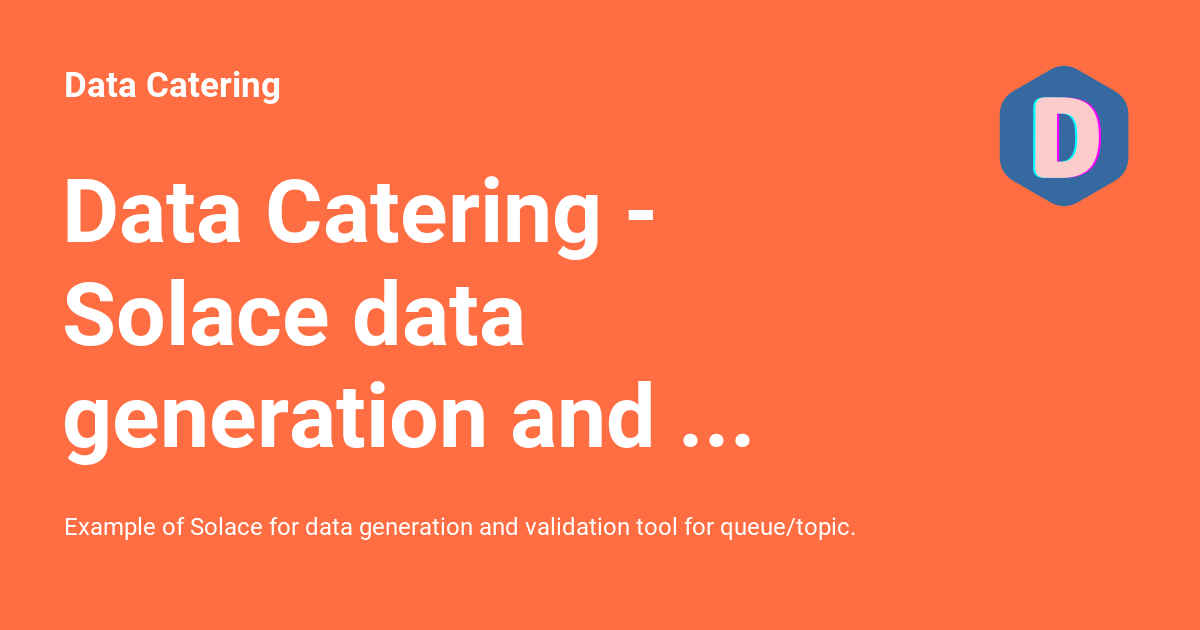 Data Catering
D
Data Catering -
Solace data
generation and ...
Example of Solace for data generation and validation tool for queue/topic.